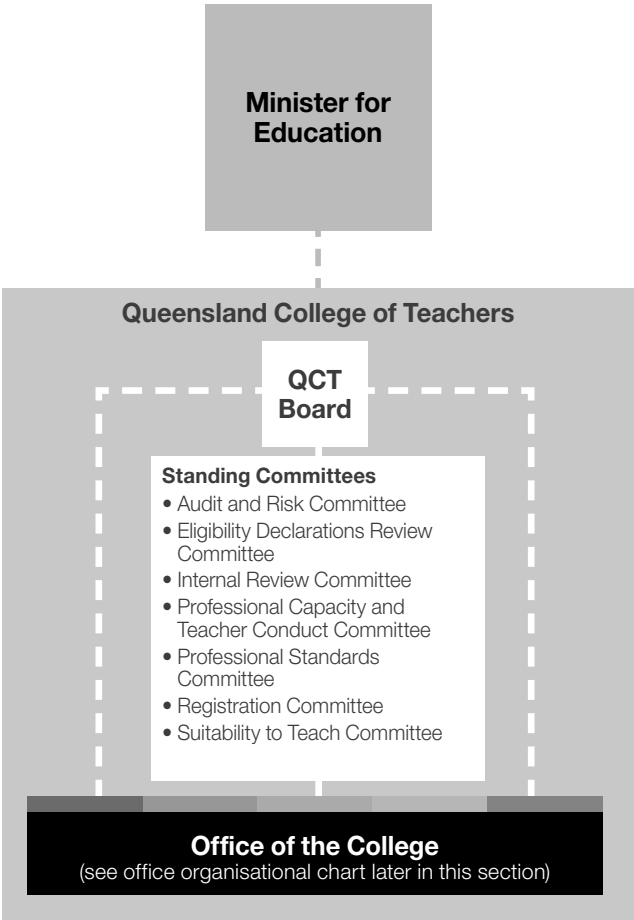 Minister for
Education
Queensland College of Teachers
QCT
Board
Standing Committees
• Audit and Risk Committee
• Eligibility Declarations Review
Committee
• Internal Review Committee
• Professional Capacity and
Teacher Conduct Committee
• Professional Standards
Committee
• Registration Committee
• Suitability to Teach Committee
Office of the College
(see office organisational chart later in this section)